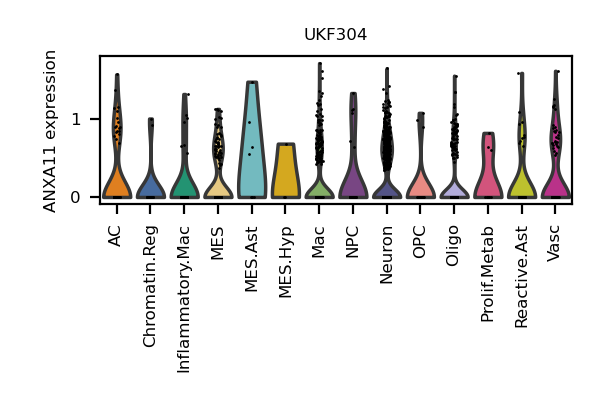 UKF304
ANXA11 expression
1
0
AC
Chromatin.Reg
Inflammatory.Mac
MES
MES.Ast
MES.Hyp
Mac
NPC
Neuron
OPC
Oligo
Prolif.Metab
Reactive.Ast
Vasc